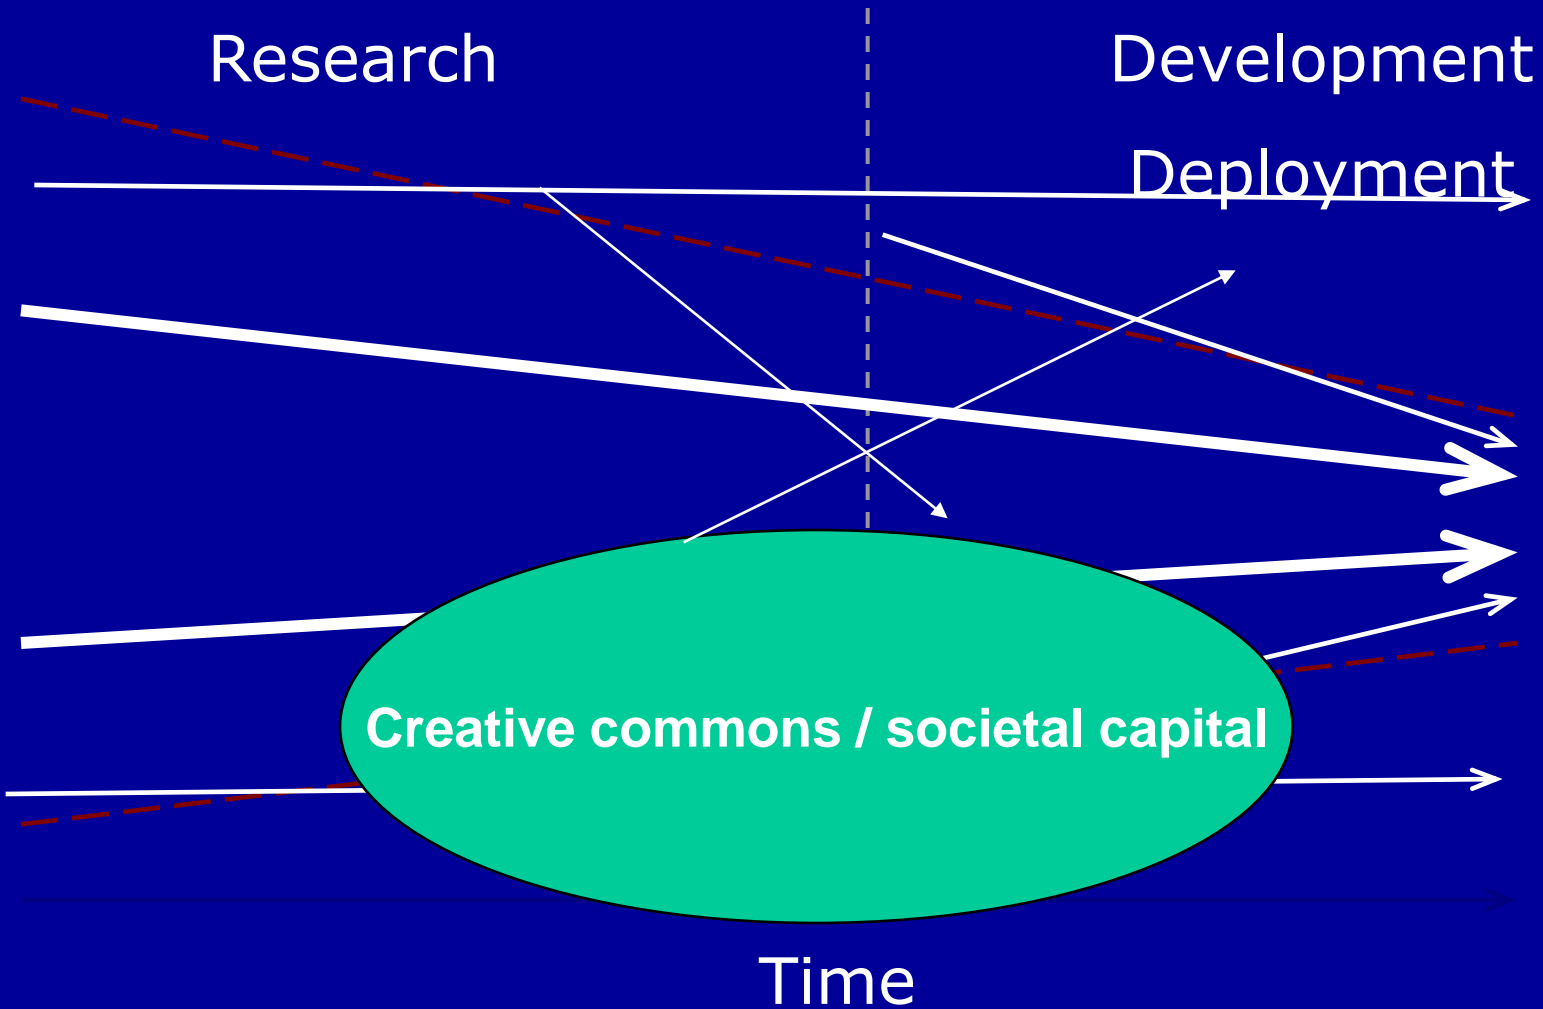 Research
Development
Deployment
Creative commons / societal capital
Time